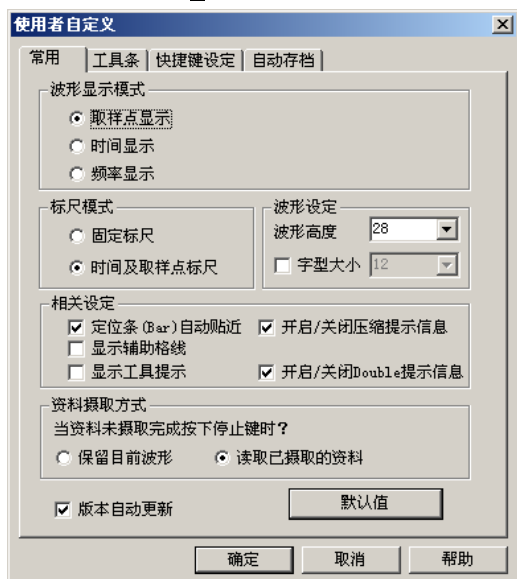 使用者自定义
常用 工具条 快捷键设定 自动存档
波形显示模式
取样点显示
时间显示
频率显示
标尺模式
固定标尺
时间及取样点标尺
波形设定
波形高度 28
字型大小 12
相关设定
定位条(Bar)自动贴近 开启/关闭压缩提示信息
显示辅助格线
显示工具提示 开启/关闭Double提示信息
资料摄取方式
当资料未摄取完成按下停止键时?
保留目前波形 读取已摄取的资料
版本自动更新 默认值
确定 取消 帮助